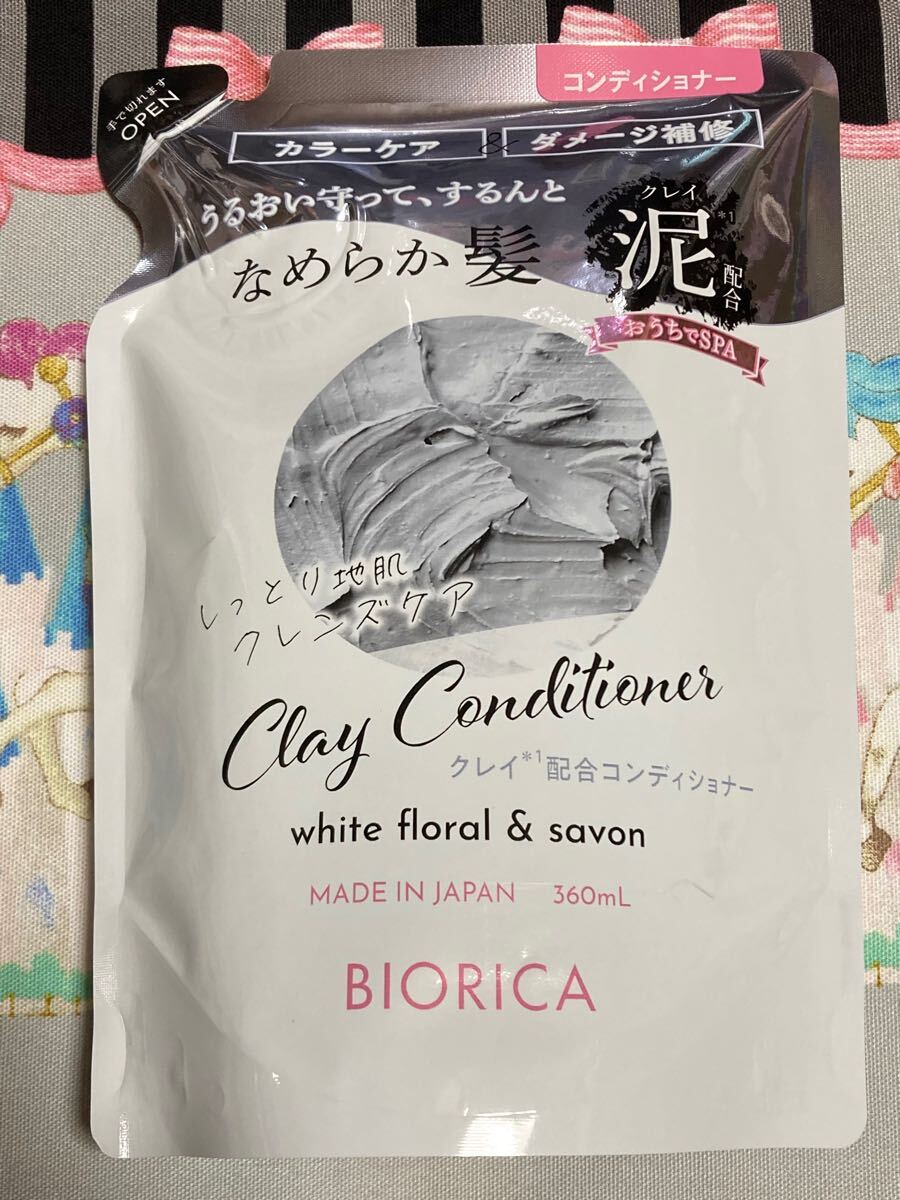 コンディショナー
手で切れます
OPEN
カラーケア & ダメージ補修
うるおい守って、するんと
なめらか髪
クレイ
泥*1
配合
おうちでSPA
しっとり地肌
クレンズケア
Clay Conditioner
クレイ*1配合コンディショナー
white floral & savon
MADE IN JAPAN 360mL
BIORICA